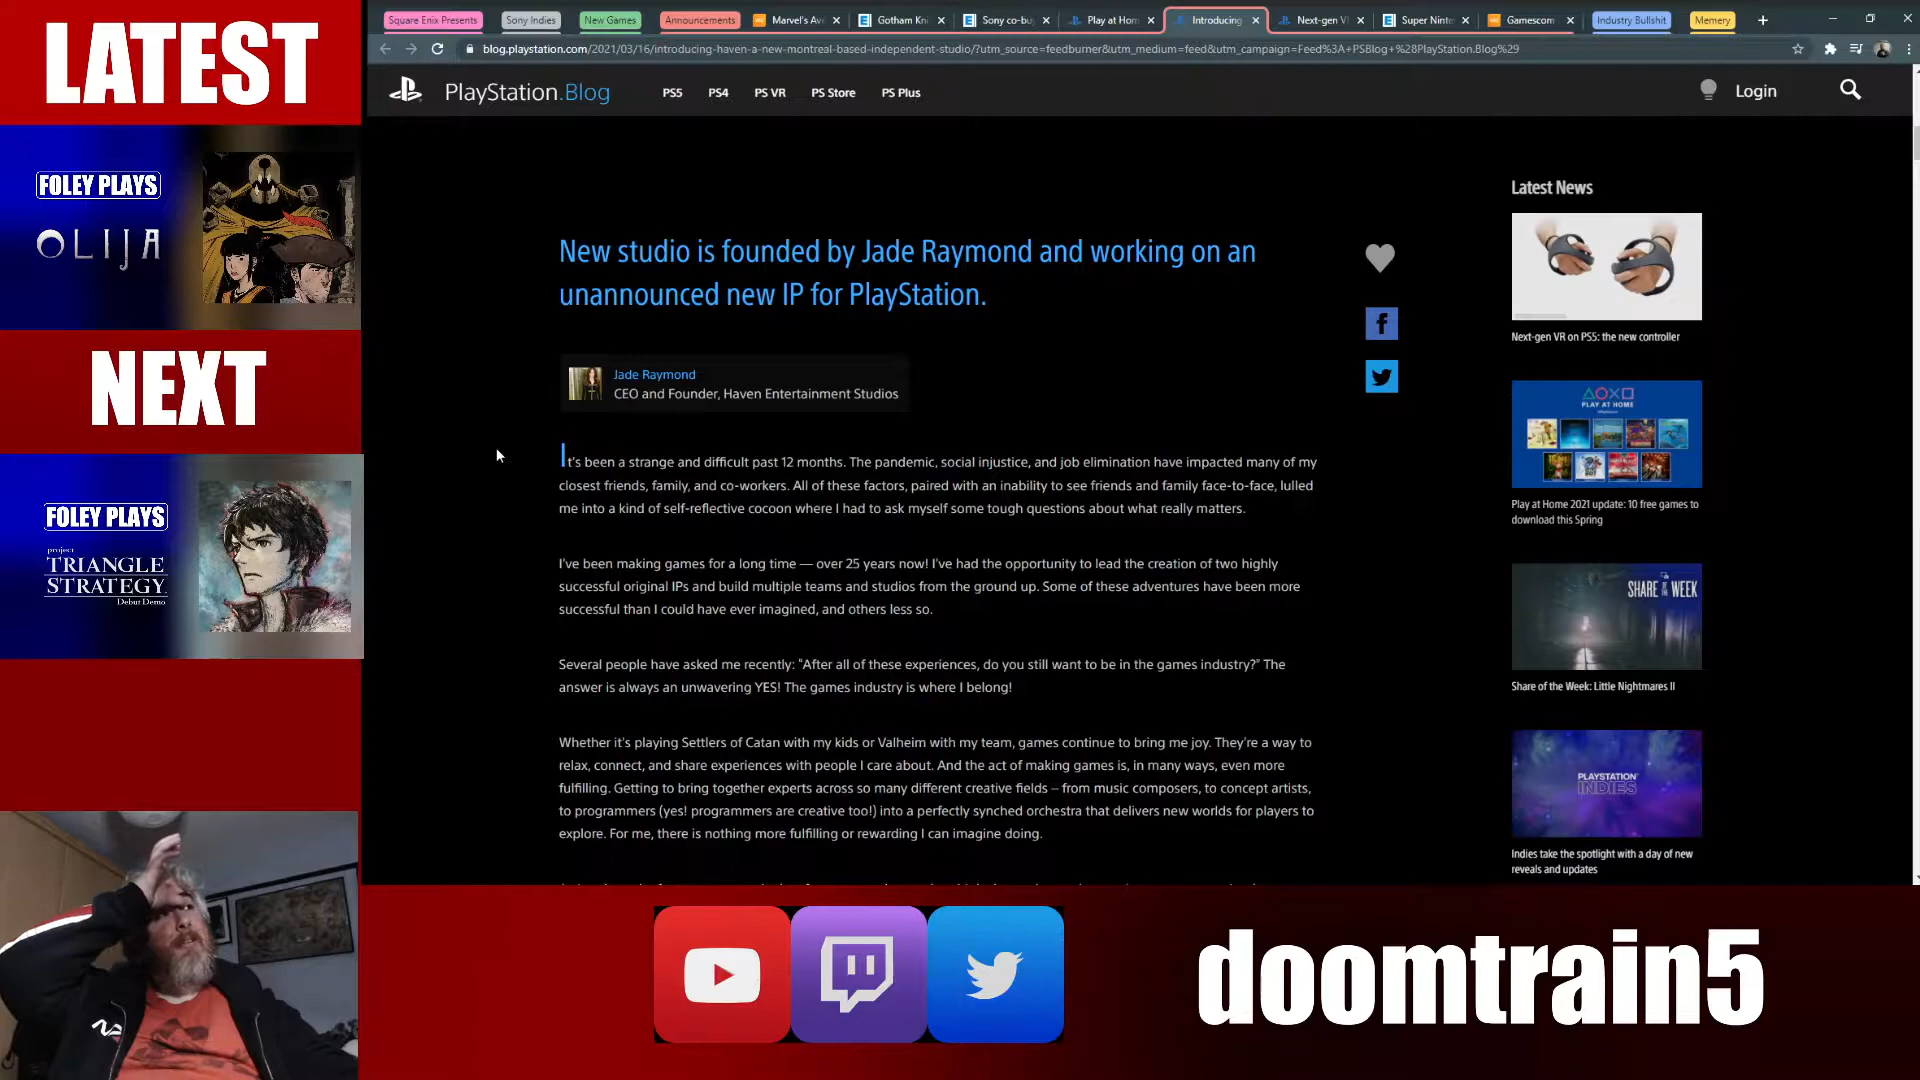 LATEST
FOLEY PLAYS
OLIJA
NEXT
FOLEY PLAYS
project
TRIANGLE
STRATEGY
Debut Demo
Square Enix Presents
Sony Indies
New Games
Announcements
Marvel's Ave
Gotham Kni
Sony co-bu
Play at Hom
Introducing
Next-gen V
Super Ninte
Gamescom
Industry Bullshit
Memery
blog.playstation.com/2021/03/16/introducing-haven-a-new-montreal-based-independent-studio/?utm_source=feedburner&utm_medium=feed&utm_campaign=Feed%3A+PSBlog+%28PlayStation.Blog%29
PlayStation.Blog
PS5
PS4
PS VR
PS Store
PS Plus
Login
New studio is founded by Jade Raymond and working on an
unannounced new IP for PlayStation.
Jade Raymond
CEO and Founder, Haven Entertainment Studios
It's been a strange and difficult past 12 months. The pandemic, social injustice, and job elimination have impacted many of my
closest friends, family, and co-workers. All of these factors, paired with an inability to see friends and family face-to-face, lulled
me into a kind of self-reflective cocoon where I had to ask myself some tough questions about what really matters.
I've been making games for a long time — over 25 years now! I've had the opportunity to lead the creation of two highly
successful original IPs and build multiple teams and studios from the ground up. Some of these adventures have been more
successful than I could have ever imagined, and others less so.
Several people have asked me recently: "After all of these experiences, do you still want to be in the games industry?" The
answer is always an unwavering YES! The games industry is where I belong!
Whether it's playing Settlers of Catan with my kids or Valheim with my team, games continue to bring me joy. They're a way to
relax, connect, and share experiences with people I care about. And the act of making games is, in many ways, even more
fulfilling. Getting to bring together experts across so many different creative fields – from music composers, to concept artists,
to programmers (yes! programmers are creative too!) into a perfectly synched orchestra that delivers new worlds for players to
explore. For me, there is nothing more fulfilling or rewarding I can imagine doing.
Latest News
Next-gen VR on PS5: the new controller
PLAY AT HOME
Play at Home 2021 update: 10 free games to
download this Spring
SHARE OF THE WEEK
Share of the Week: Little Nightmares II
PLAYSTATION
INDIES
Indies take the spotlight with a day of new
reveals and updates
doomtrain5